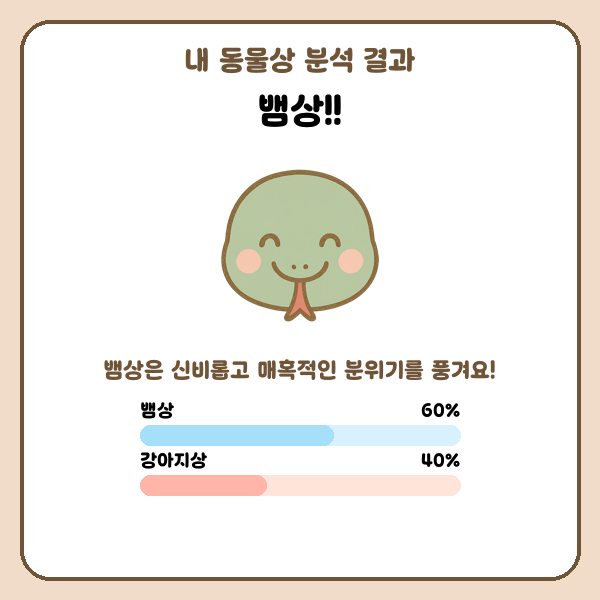 내 동물상 분석 결과
뱀상!!
뱀상은 신비롭고 매혹적인 분위기를 풍겨요!
뱀상 60%
강아지상 40%